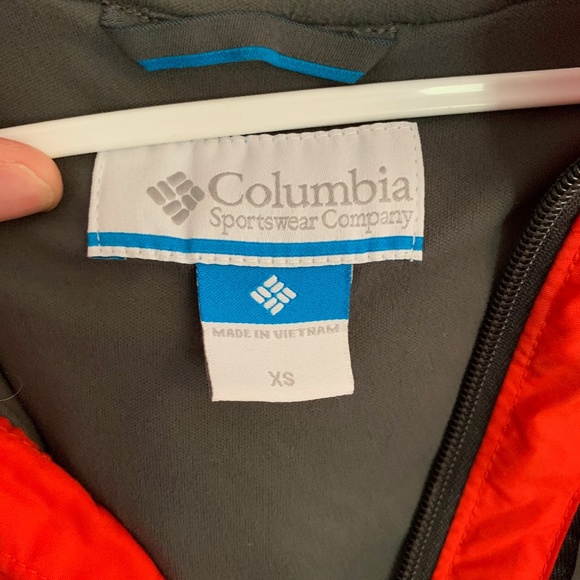 Columbia
Sportswear Company
MADE IN VIETNAM
XS